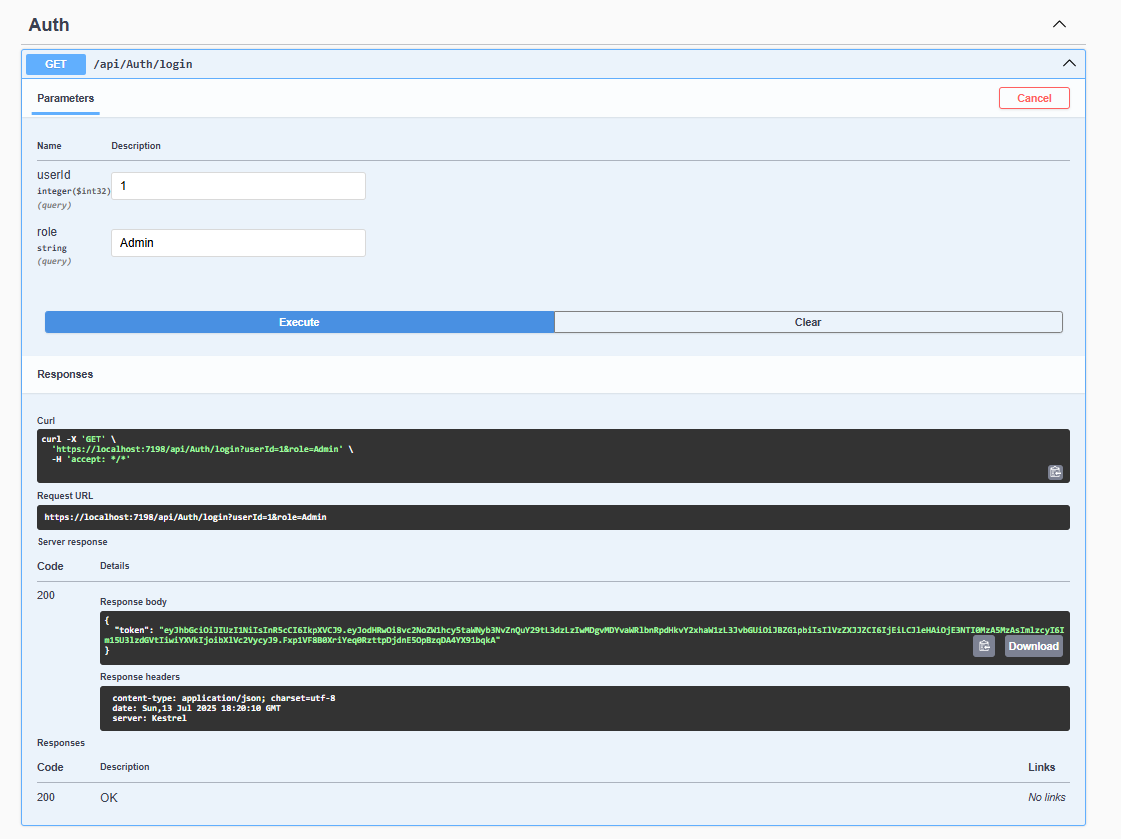 Auth
GET /api/Auth/login
Parameters
Cancel
Name Description
userId
integer($int32)
(query)
1
role
string
(query)
Admin
Execute Clear
Responses
Curl
curl -X 'GET' \
'https://localhost:7198/api/Auth/login?userId=1&role=Admin' \
-H 'accept: */*'
Request URL
https://localhost:7198/api/Auth/login?userId=1&role=Admin
Server response
Code Details
200
Response body
{
"token":
}
Download
Response headers
content-type: application/json; charset=utf-8
date: Sun,13 Jul 2025 18:20:10 GMT
server: Kestrel
Responses
Code Description Links
200 OK No links